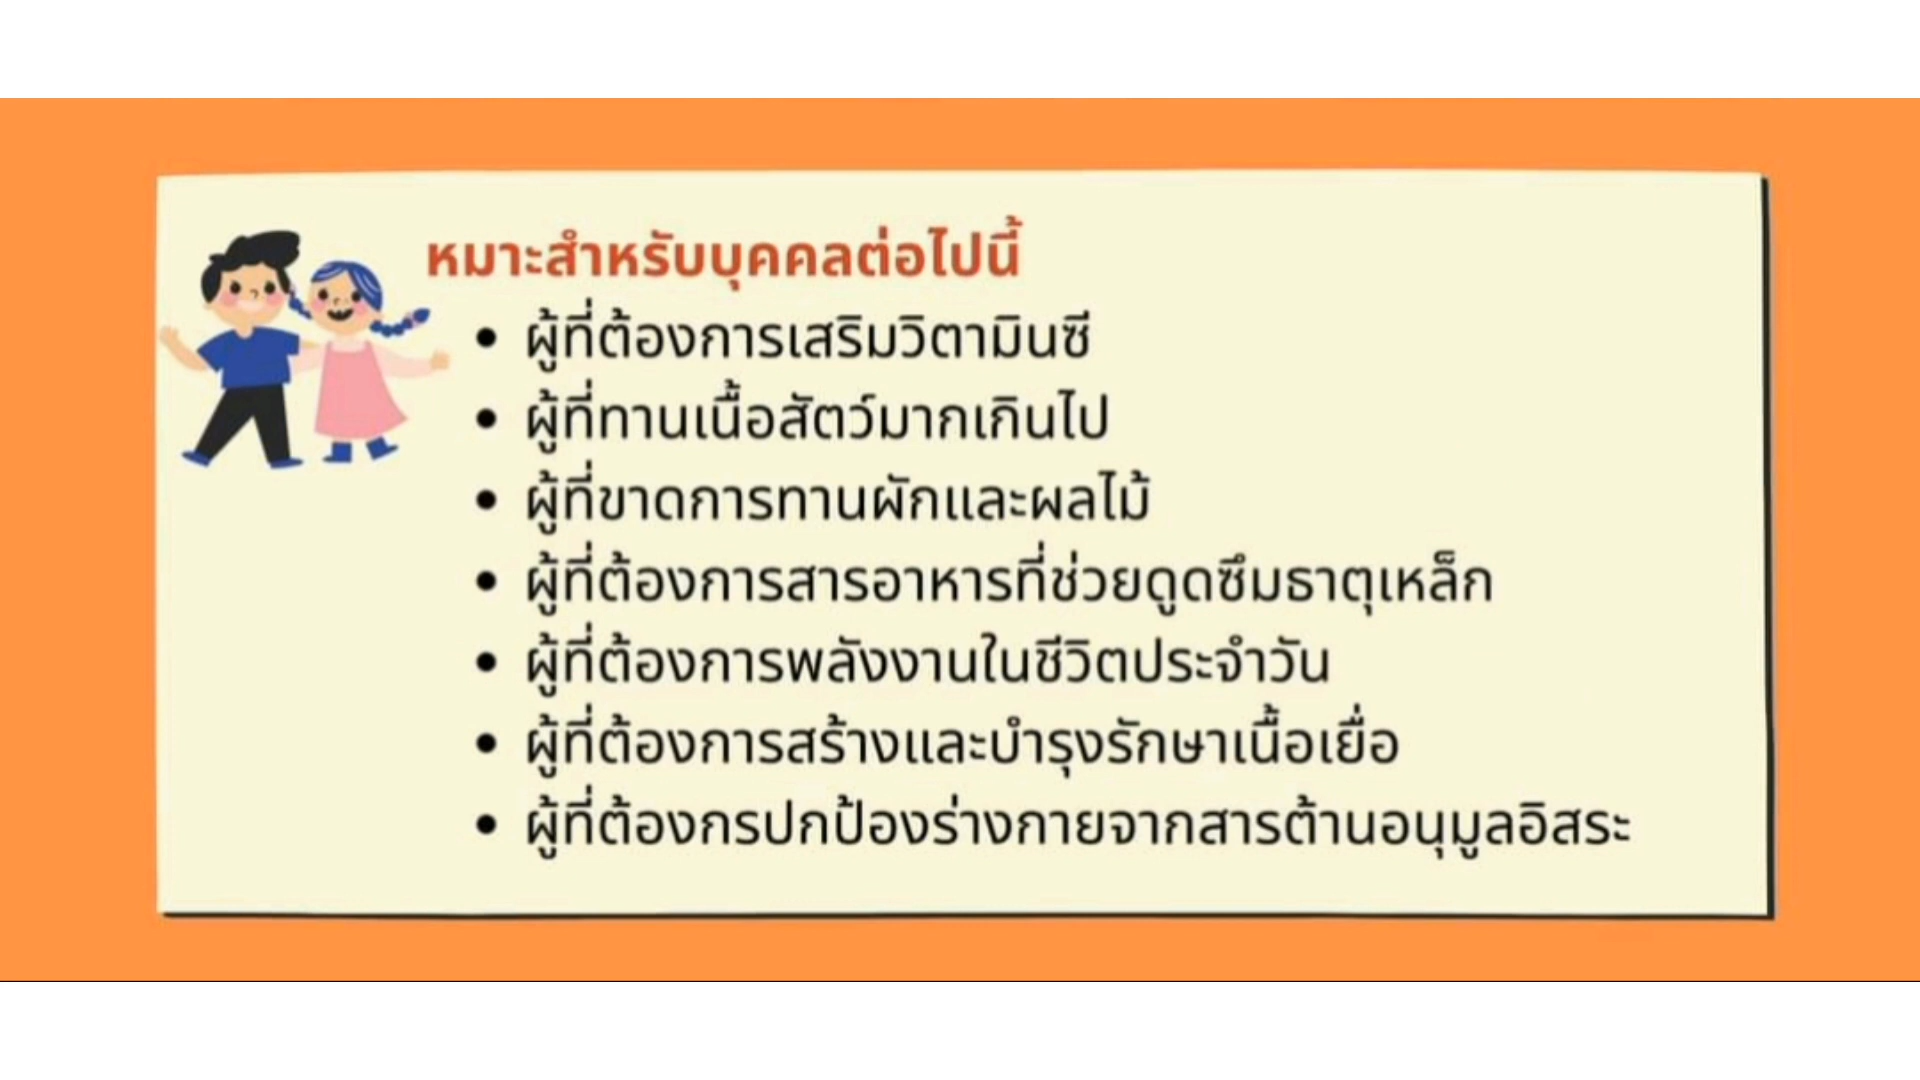 หมาะสำหรับบุคคลต่อไปนี้
• ผู้ที่ต้องการเสริมวิตามินซี
• ผู้ที่ทานเนื้อสัตว์มากเกินไป
• ผู้ที่ขาดการทานผักและผลไม้
• ผู้ที่ต้องการสารอาหารที่ช่วยดูดซึมธาตุเหล็ก
• ผู้ที่ต้องการพลังงานในชีวิตประจำวัน
• ผู้ที่ต้องการสร้างและบำรุงรักษาเนื้อเยื่อ
• ผู้ที่ต้องกรปกป้องร่างกายจากสารต้านอนุมูลอิสระ